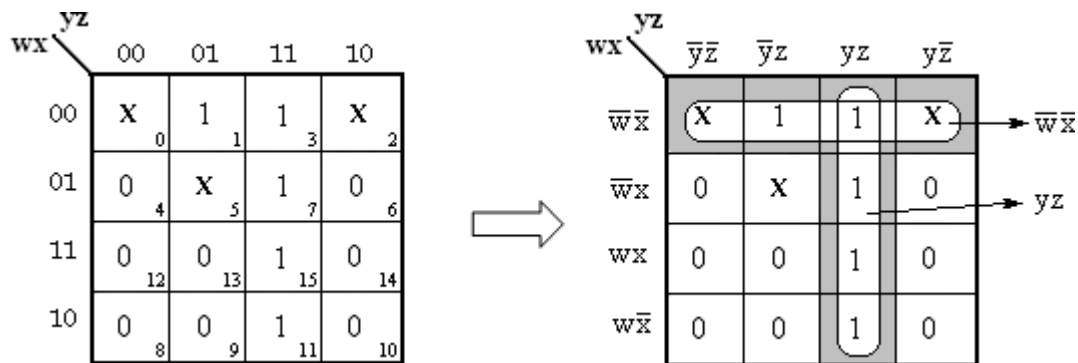 yz
wx
00 01 11 10
00 X 0 1 1 1 3 X 2
01 0 4 X 5 1 7 0 6
11 0 12 0 13 1 15 0 14
10 0 8 0 9 1 11 0 10
yz
wx
y̅z̅ y̅z yz yz̅
w̅x̅ X 1 1 X w̅x̅
w̅x 0 X 1 0 yz
wx 0 0 1 0
wx̅ 0 0 1 0